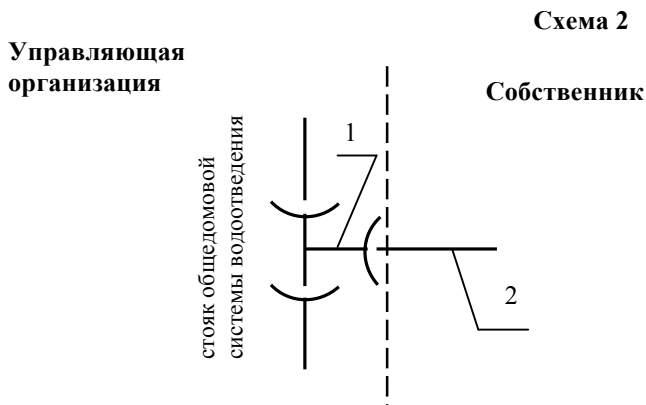 Схема 2
Управляющая
организация
Собственник
1
стояк общедомовой
системы водоотведения
2